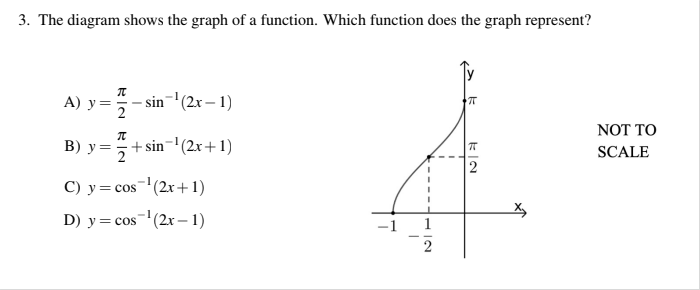 3. The diagram shows the graph of a function. Which function does the graph represent?
A) y = π/2 − sin⁻¹(2x − 1)
B) y = π/2 + sin⁻¹(2x + 1)
C) y = cos⁻¹(2x + 1)
D) y = cos⁻¹(2x − 1)
y
π
π/2
x
−1
−1/2
NOT TO
SCALE